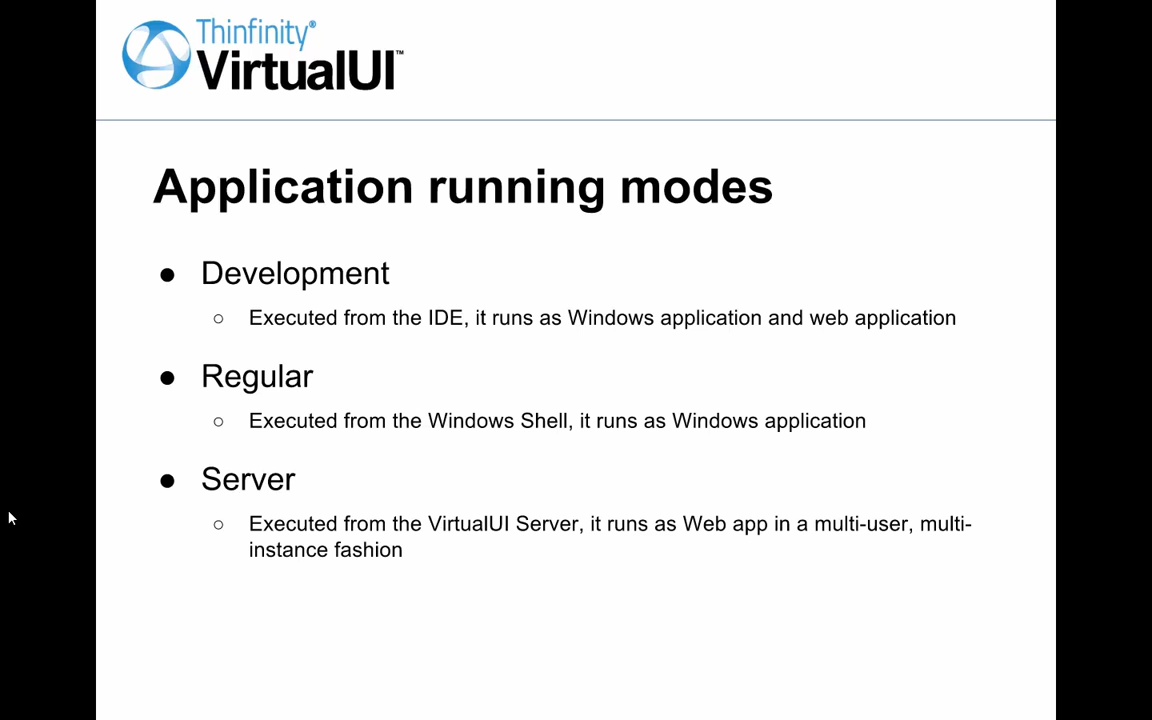 Thinfinity®
VirtualUI™
Application running modes
● Development
○ Executed from the IDE, it runs as Windows application and web application
● Regular
○ Executed from the Windows Shell, it runs as Windows application
● Server
○ Executed from the VirtualUI Server, it runs as Web app in a multi-user, multi-
instance fashion